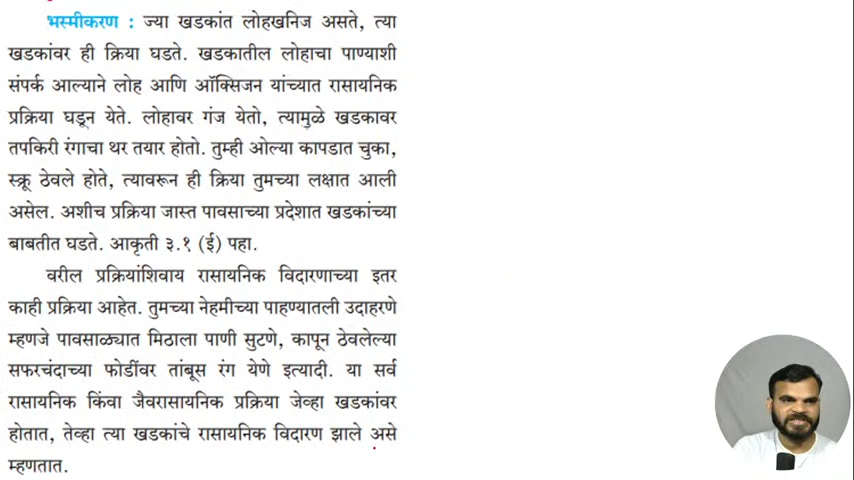 भस्मीकरण : ज्या खडकांत लोहखनिज असते, त्या
खडकांवर ही क्रिया घडते. खडकातील लोहाचा पाण्याशी
संपर्क आल्याने लोह आणि ऑक्सिजन यांच्यात रासायनिक
प्रक्रिया घडून येते. लोहावर गंज येतो, त्यामुळे खडकावर
तपकिरी रंगाचा थर तयार होतो. तुम्ही ओल्या कापडात चुका,
स्क्रू ठेवले होते, त्यावरून ही क्रिया तुमच्या लक्षात आली
असेल. अशीच प्रक्रिया जास्त पावसाच्या प्रदेशात खडकांच्या
बाबतीत घडते. आकृती ३.१ (ई) पहा.
वरील प्रक्रियांशिवाय रासायनिक विदारणाच्या इतर
काही प्रक्रिया आहेत. तुमच्या नेहमीच्या पाहण्यातली उदाहरणे
म्हणजे पावसाळ्यात मिठाला पाणी सुटणे, कापून ठेवलेल्या
सफरचंदाच्या फोडींवर तांबूस रंग येणे इत्यादी. या सर्व
रासायनिक किंवा जैवरासायनिक प्रक्रिया जेव्हा खडकांवर
होतात, तेव्हा त्या खडकांचे रासायनिक विदारण झाले असे
म्हणतात.